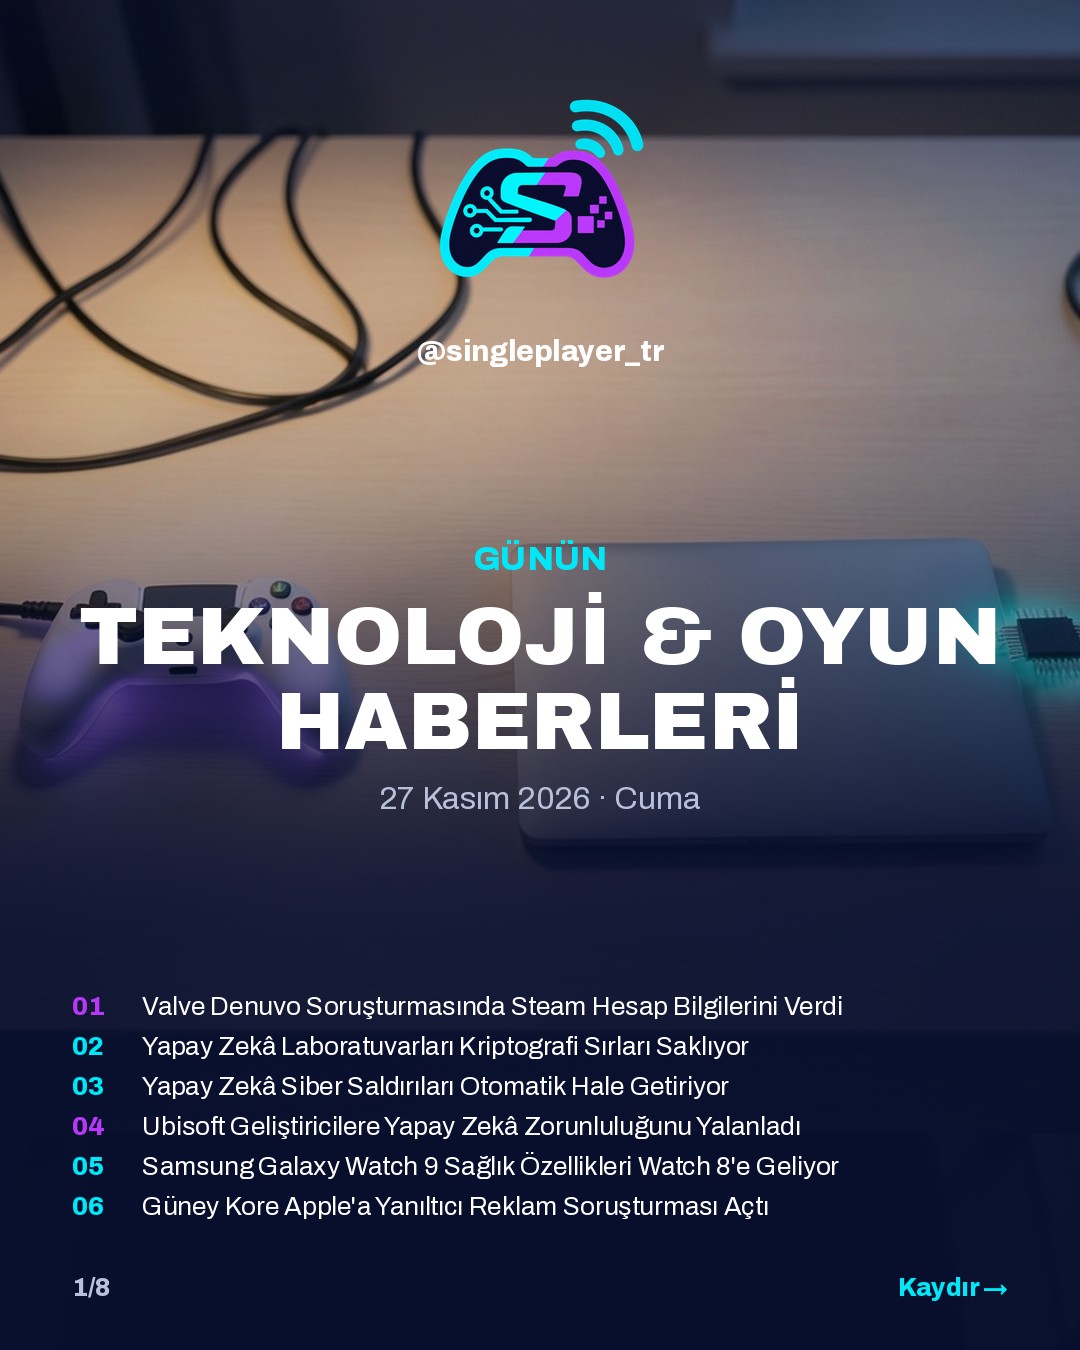 @singleplayer_tr
GÜNÜN
TEKNOLOJİ & OYUN
HABERLERİ
27 Kasım 2026 · Cuma
01 Valve Denuvo Soruşturmasında Steam Hesap Bilgilerini Verdi
02 Yapay Zekâ Laboratuvarları Kriptografi Sırları Saklıyor
03 Yapay Zekâ Siber Saldırıları Otomatik Hale Getiriyor
04 Ubisoft Geliştiricilere Yapay Zekâ Zorunluluğunu Yalanladı
05 Samsung Galaxy Watch 9 Sağlık Özellikleri Watch 8'e Geliyor
06 Güney Kore Apple'a Yanıltıcı Reklam Soruşturması Açtı
1/8
Kaydır →